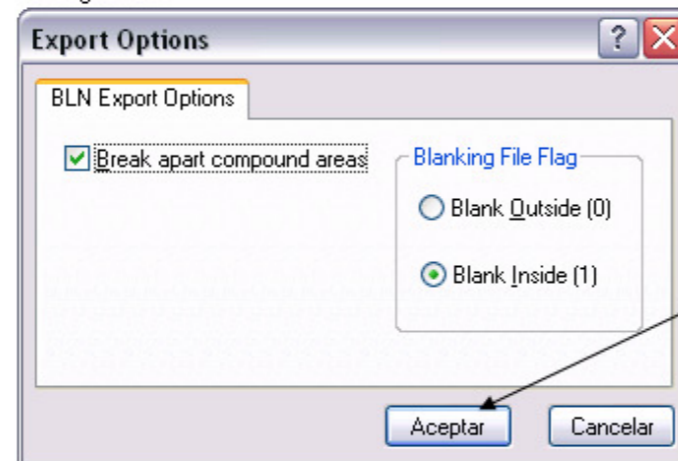 Export Options
BLN Export Options
Break apart compound areas
Blanking File Flag
Blank Outside (0)
Blank Inside (1)
Aceptar
Cancelar